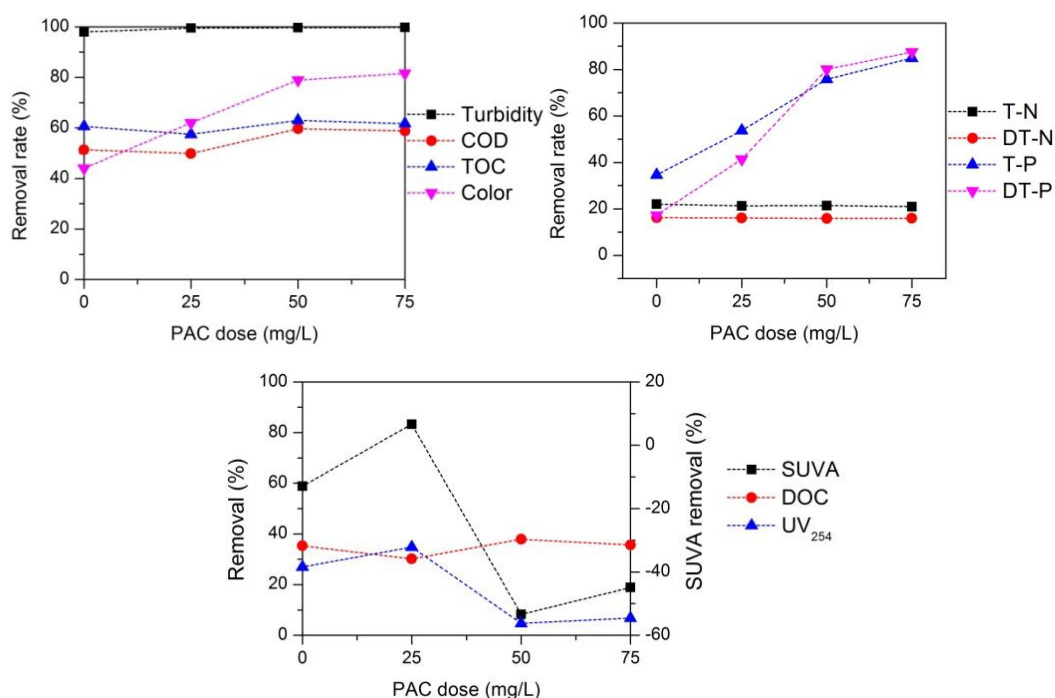 100
80
60
40
20
0
Removal rate (%)
0 25 50 75
PAC dose (mg/L)
Turbidity
COD
TOC
Color
100
80
60
40
20
0
Removal rate (%)
0 25 50 75
PAC dose (mg/L)
T-N
DT-N
T-P
DT-P
100
80
60
40
20
0
Removal (%)
20
0
-20
-40
-60
SUVA removal (%)
0 25 50 75
PAC dose (mg/L)
SUVA
DOC
UV254